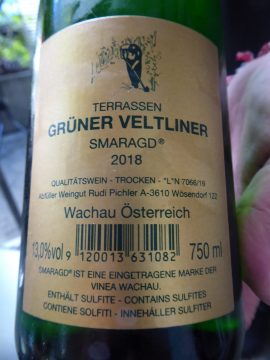 TERRASSEN
GRÜNER VELTLINER
SMARAGD®
2018
QUALITÄTSWEIN - TROCKEN - *L*N 7066/19
Abfüller Weingut Rudi Pichler A-3610 Wösendorf 122
Wachau Österreich
13,0%vol 9 120013 631082 750 ml
SMARAGD® IST EINE EINGETRAGENE MARKE DER
VINEA WACHAU.
ENTHÄLT SULFITE - CONTAINS SULFITES
CONTIENE SOLFITI - INNEHÅLLER SULFITER